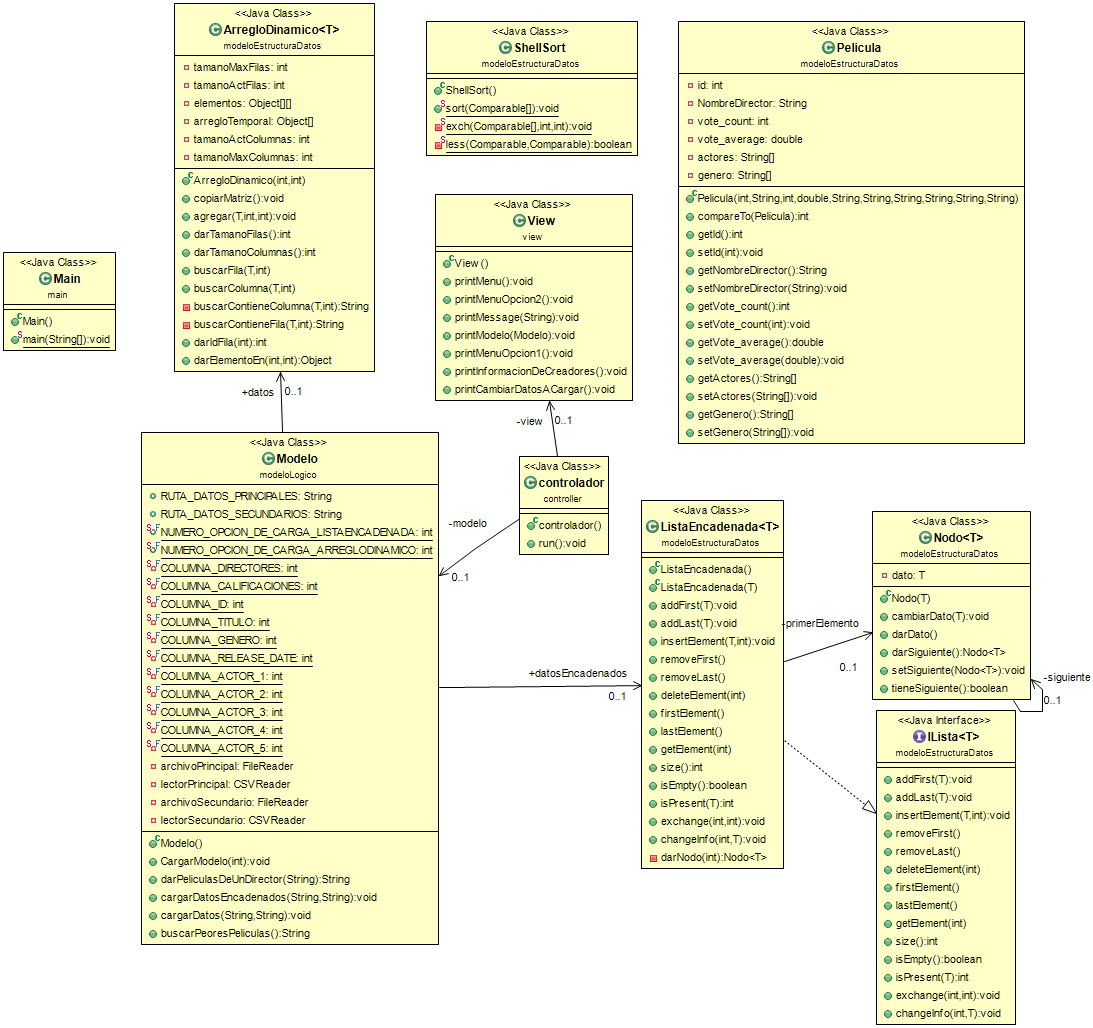 <<Java Class>>
ArregloDinamico<T>
modeloEstructuraDatos
tamanoMaxFilas: int
tamanoActFilas: int
elementos: Object[][]
arregloTemporal: Object[]
tamanoActColumnas: int
tamanoMaxColumnas: int
ArregloDinamico(int,int)
copiarMatriz():void
agregar(T,int,int):void
darTamanoFilas():int
darTamanoColumnas():int
buscarFila(T,int)
buscarColumna(T,int)
buscarContieneColumna(T,int):String
buscarContieneFila(T,int):String
darIdFila(int):int
darElementoEn(int,int):Object
<<Java Class>>
ShellSort
modeloEstructuraDatos
ShellSort()
sort(Comparable[]):void
exch(Comparable[],int,int):void
less(Comparable,Comparable):boolean
<<Java Class>>
Pelicula
modeloEstructuraDatos
id: int
NombreDirector: String
vote_count: int
vote_average: double
actores: String[]
genero: String[]
Pelicula(int,String,int,double,String,String,String,String,String,String)
compareTo(Pelicula):int
getId():int
setId(int):void
getNombreDirector():String
setNombreDirector(String):void
getVote_count():int
setVote_count(int):void
getVote_average():double
setVote_average(double):void
getActores():String[]
setActores(String[]):void
getGenero():String[]
setGenero(String[]):void
<<Java Class>>
View
view
View()
printMenu():void
printMenuOpcion2():void
printMessage(String):void
printModelo(Modelo):void
printMenuOpcion1():void
printInformacionDeCreadores():void
printCambiarDatosACargar():void
<<Java Class>>
Main
main
Main()
main(String[]):void
+datos
0..1
-view
0..1
<<Java Class>>
Modelo
modeloLogico
RUTA_DATOS_PRINCIPALES: String
RUTA_DATOS_SECUNDARIOS: String
NUMERO_OPCION_DE_CARGA_LISTAENCADENADA: int
NUMERO_OPCION_DE_CARGA_ARREGLODINAMICO: int
COLUMNA_DIRECTORES: int
COLUMNA_CALIFICACIONES: int
COLUMNA_ID: int
COLUMNA_TITULO: int
COLUMNA_GENERO: int
COLUMNA_RELEASE_DATE: int
COLUMNA_ACTOR_1: int
COLUMNA_ACTOR_2: int
COLUMNA_ACTOR_3: int
COLUMNA_ACTOR_4: int
COLUMNA_ACTOR_5: int
archivoPrincipal: FileReader
lectorPrincipal: CSVReader
archivoSecundario: FileReader
lectorSecundario: CSVReader
Modelo()
CargarModelo(int):void
darPeliculasDeUnDirector(String):String
cargarDatosEncadenados(String,String):void
cargarDatos(String,String):void
buscarPeoresPeliculas():String
<<Java Class>>
controlador
controller
controlador()
run():void
-modelo
0..1
+datosEncadenados
0..1
<<Java Class>>
ListaEncadenada<T>
modeloEstructuraDatos
ListaEncadenada()
ListaEncadenada(T)
addFirst(T):void
addLast(T):void
insertElement(T,int):void
removeFirst()
removeLast()
deleteElement(int)
firstElement()
lastElement()
getElement(int)
size():int
isEmpty():boolean
isPresent(T):int
exchange(int,int):void
changeInfo(int,T):void
darNodo(int):Nodo<T>
-primerElemento
0..1
<<Java Class>>
Nodo<T>
modeloEstructuraDatos
dato: T
Nodo(T)
cambiarDato(T):void
darDato()
darSiguiente():Nodo<T>
setSiguiente(Nodo<T>):void
tieneSiguiente():boolean
-siguiente
0..1
<<Java Interface>>
ILista<T>
modeloEstructuraDatos
addFirst(T):void
addLast(T):void
insertElement(T,int):void
removeFirst()
removeLast()
deleteElement(int)
firstElement()
lastElement()
getElement(int)
size():int
isEmpty():boolean
isPresent(T):int
exchange(int,int):void
changeInfo(int,T):void